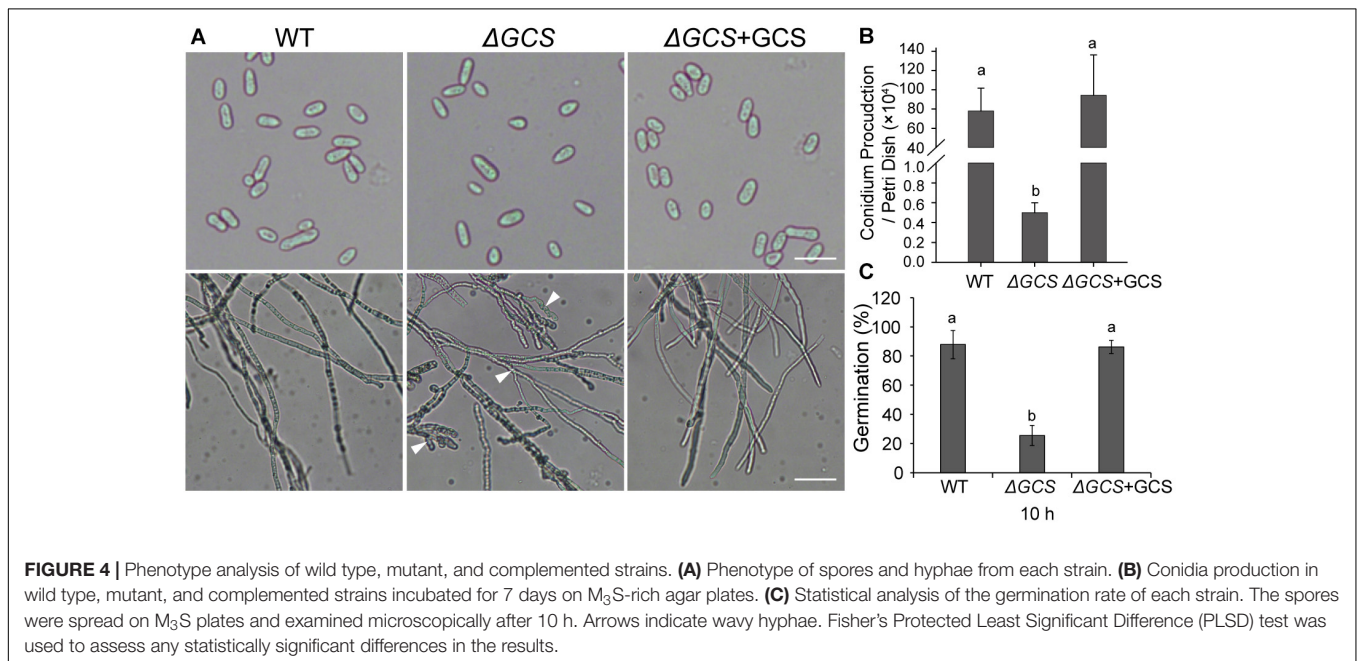 A
WT
ΔGCS
ΔGCS+GCS
B
Conidium Procudction
/ Petri Dish (×10⁴)
140
120
100
80
60
40
1.0
0.8
0.6
0.4
0.2
0.0
a
b
a
WT ΔGCS ΔGCS+GCS
C
Germination (%)
120
100
80
60
40
20
0
a
b
a
WT ΔGCS ΔGCS+GCS
10 h
FIGURE 4 | Phenotype analysis of wild type, mutant, and complemented strains. (A) Phenotype of spores and hyphae from each strain. (B) Conidia production in
wild type, mutant, and complemented strains incubated for 7 days on M₃S-rich agar plates. (C) Statistical analysis of the germination rate of each strain. The spores
were spread on M₃S plates and examined microscopically after 10 h. Arrows indicate wavy hyphae. Fisher's Protected Least Significant Difference (PLSD) test was
used to assess any statistically significant differences in the results.